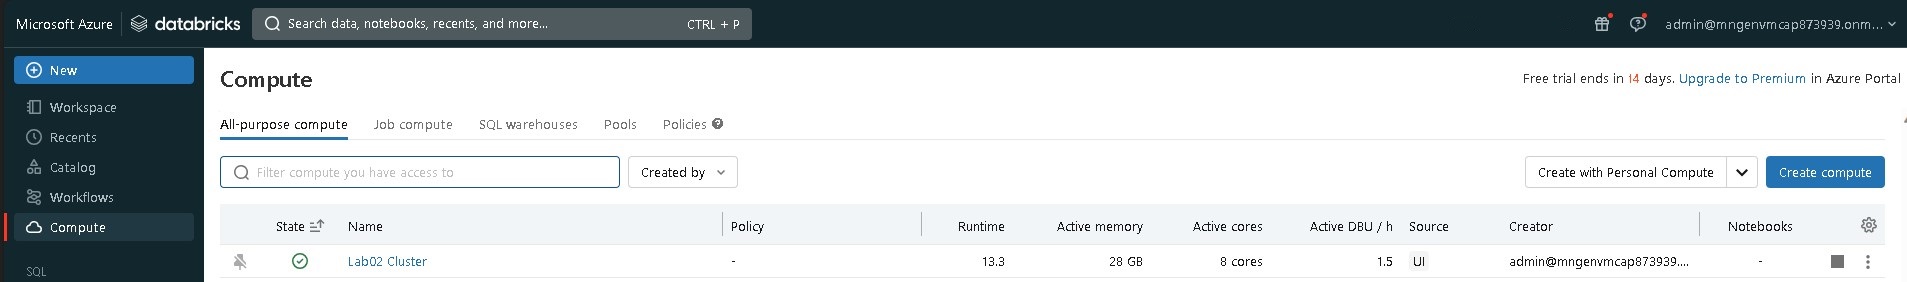 Microsoft Azure databricks Search data, notebooks, recents, and more... CTRL + P admin@mngenvmcap873939.onm...
New
Workspace
Recents
Catalog
Workflows
Compute
SQL
Compute
Free trial ends in 14 days. Upgrade to Premium in Azure Portal
All-purpose compute Job compute SQL warehouses Pools Policies ?
Filter compute you have access to Created by Create with Personal Compute Create compute
State Name Policy Runtime Active memory Active cores Active DBU / h Source Creator Notebooks
Lab02 Cluster - 13.3 28 GB 8 cores 1.5 UI admin@mngenvmcap873939.... -